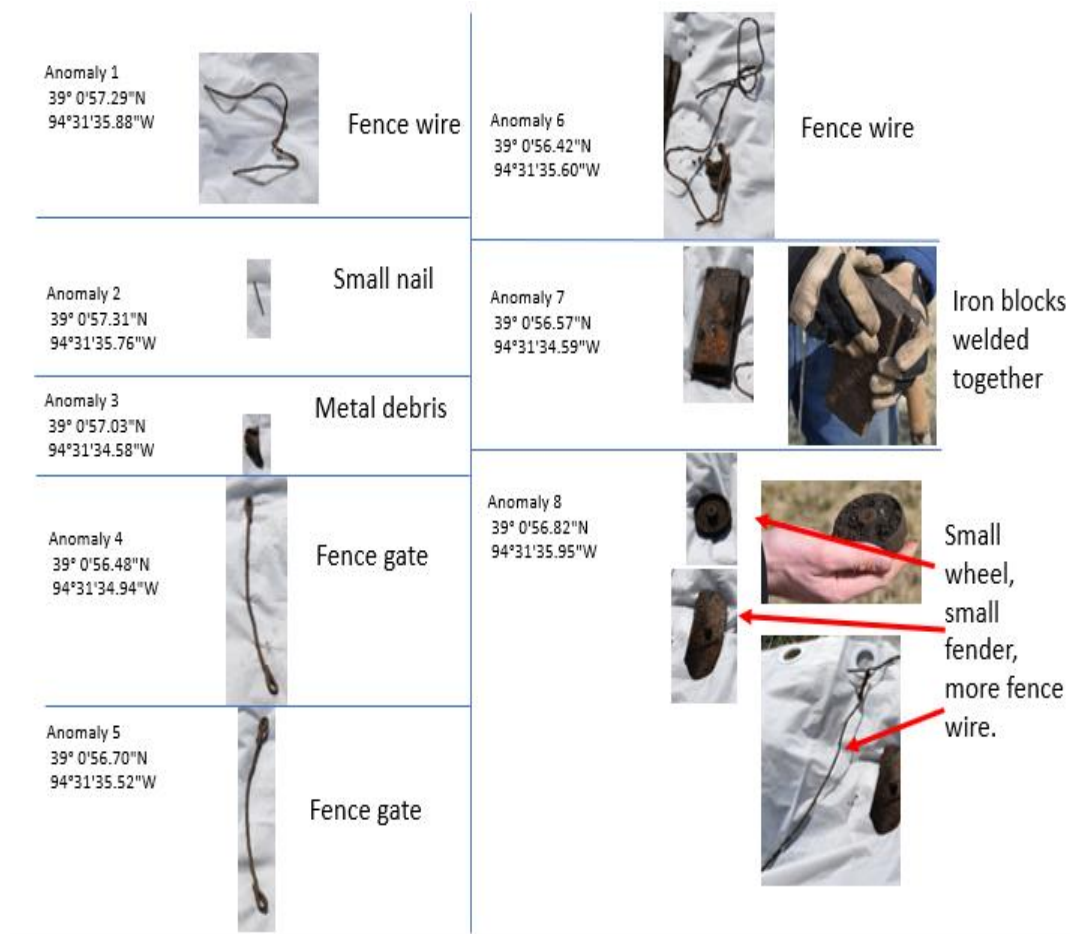 Anomaly 1
39° 0'57.29"N
94°31'35.88"W
Fence wire
Anomaly 2
39° 0'57.31"N
94°31'35.76"W
Small nail
Anomaly 3
39° 0'57.03"N
94°31'34.58"W
Metal debris
Anomaly 4
39° 0'56.48"N
94°31'34.94"W
Fence gate
Anomaly 5
39° 0'56.70"N
94°31'35.52"W
Fence gate
Anomaly 6
39° 0'56.42"N
94°31'35.60"W
Fence wire
Anomaly 7
39° 0'56.57"N
94°31'34.59"W
Iron blocks
welded
together
Anomaly 8
39° 0'56.82"N
94°31'35.95"W
Small
wheel,
small
fender,
more fence
wire.